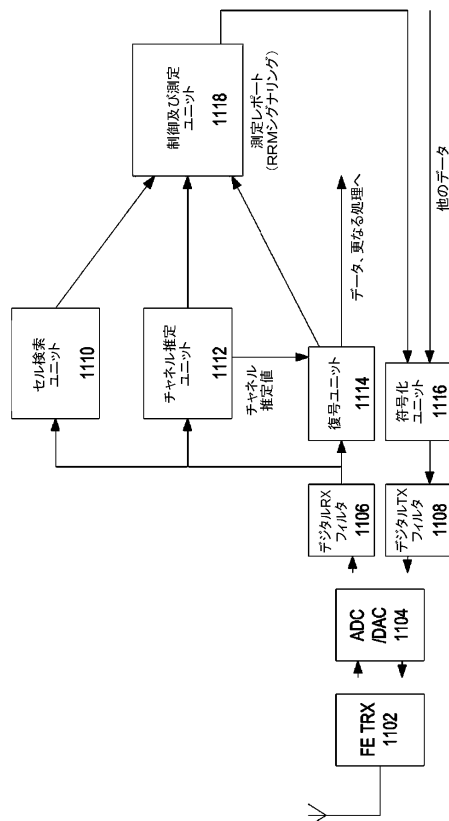 セル検索
ユニット
1110
チャネル推定
ユニット
1112
チャネル
推定値
制御及び測定
ユニット
1118
測定レポート
(RRMシグナリング)
データ、更なる処理へ
FE TRX
1102
ADC
/DAC
1104
デジタルRX
フィルタ
1106
復号ユニット
1114
デジタルTX
フィルタ
1108
符号化
ユニット
1116
他のデータ